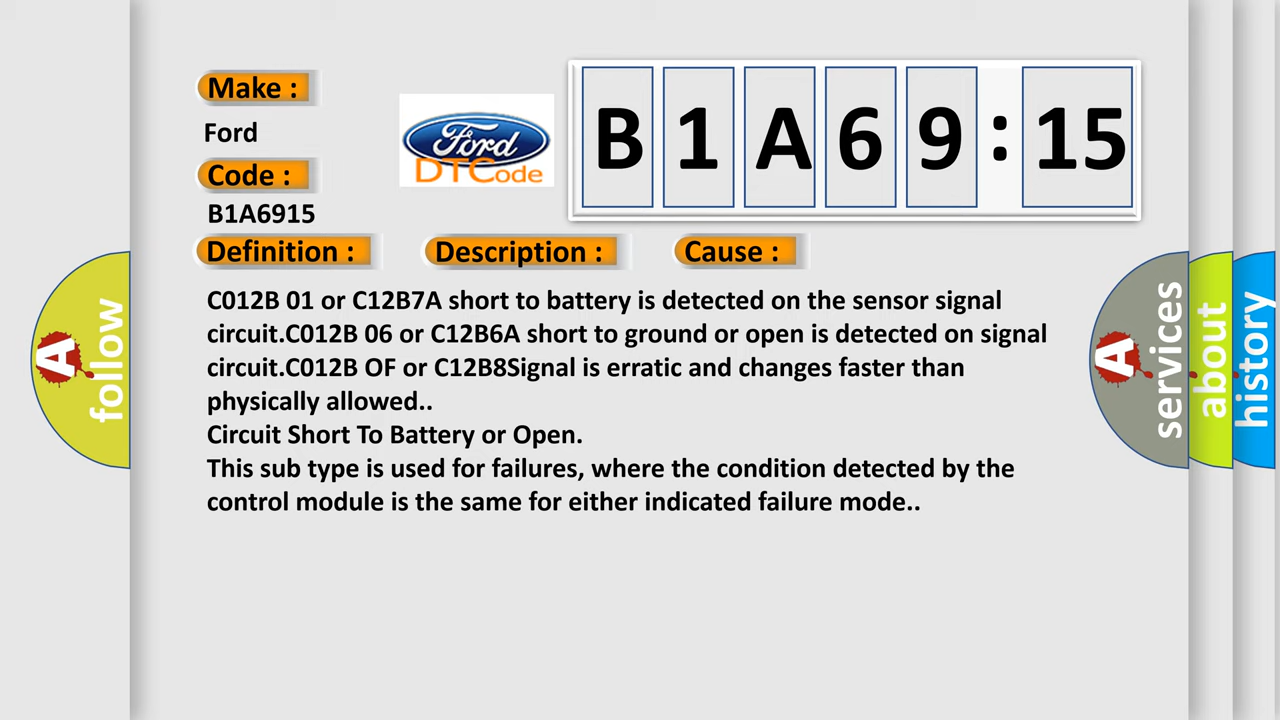 Make :
Ford
Code :
B1A6915
Ford
DTCode
B1A69:15
Definition :
Description :
Cause :
C012B 01 or C12B7A short to battery is detected on the sensor signal
circuit.C012B 06 or C12B6A short to ground or open is detected on signal
circuit.C012B OF or C12B8Signal is erratic and changes faster than
physically allowed..
Circuit Short To Battery or Open.
This sub type is used for failures, where the condition detected by the
control module is the same for either indicated failure mode..
A follow
A services
about
history